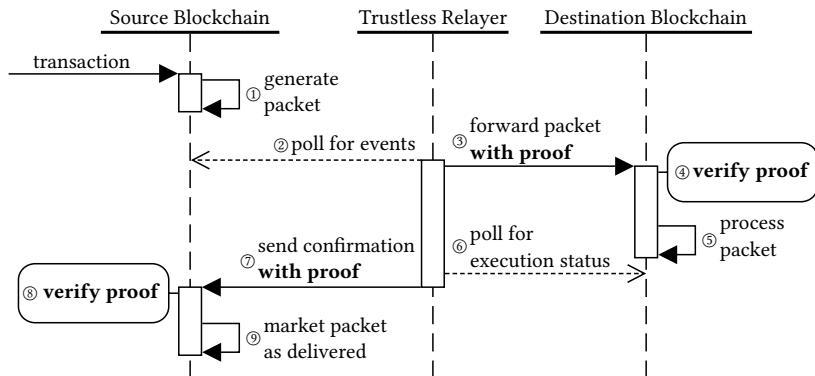 Source Blockchain
Trustless Relayer
Destination Blockchain
transaction
① generate
packet
② poll for events
③ forward packet
with proof
④ verify proof
⑤ process
packet
⑥ poll for
execution status
⑦ send confirmation
with proof
⑧ verify proof
⑨ market packet
as delivered